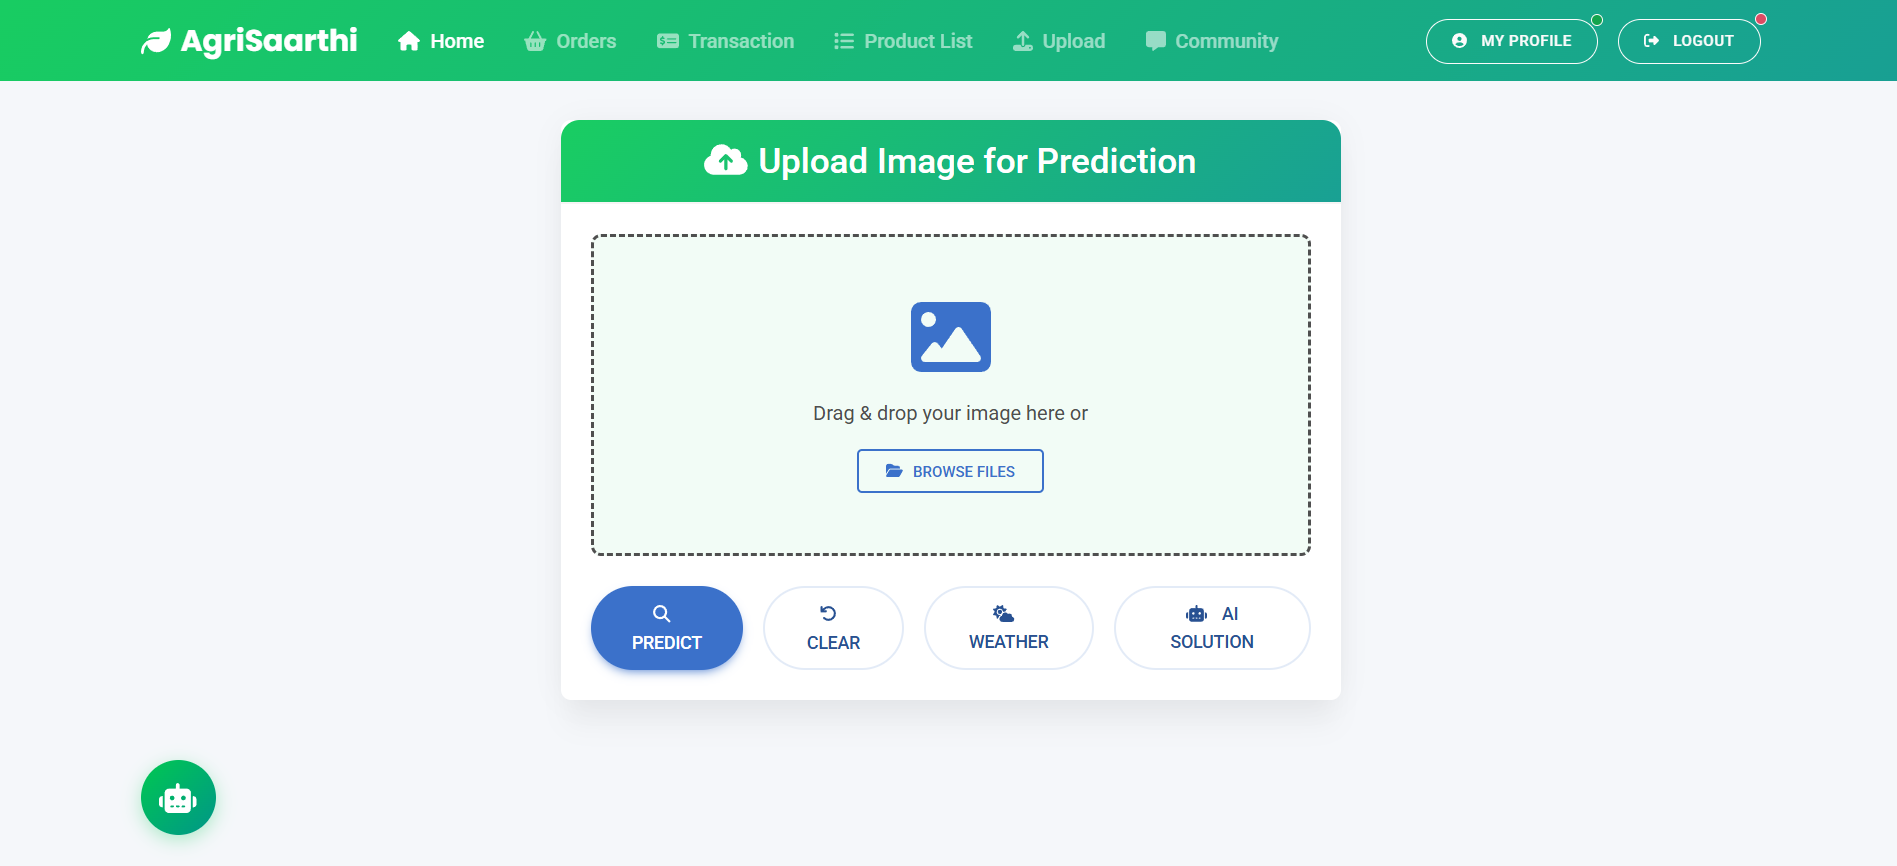 AgriSaarthi Home Orders Transaction Product List Upload Community MY PROFILE LOGOUT
Upload Image for Prediction
Drag & drop your image here or
BROWSE FILES
PREDICT
CLEAR
WEATHER
AI
SOLUTION